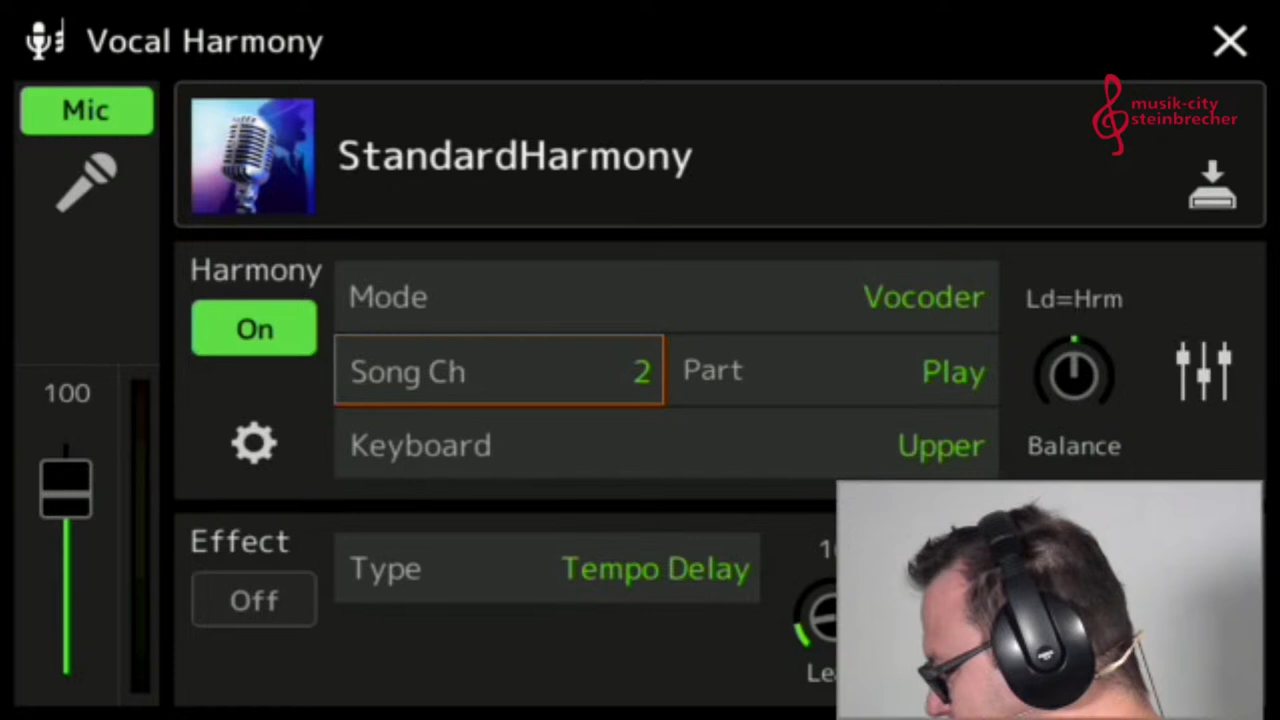 Vocal Harmony
Mic
musik-city
steinbrecher
StandardHarmony
Harmony
On
Mode Vocoder
Ld=Hrm
Song Ch 2 Part Play
100
Keyboard Upper
Balance
Effect
Off
Type Tempo Delay